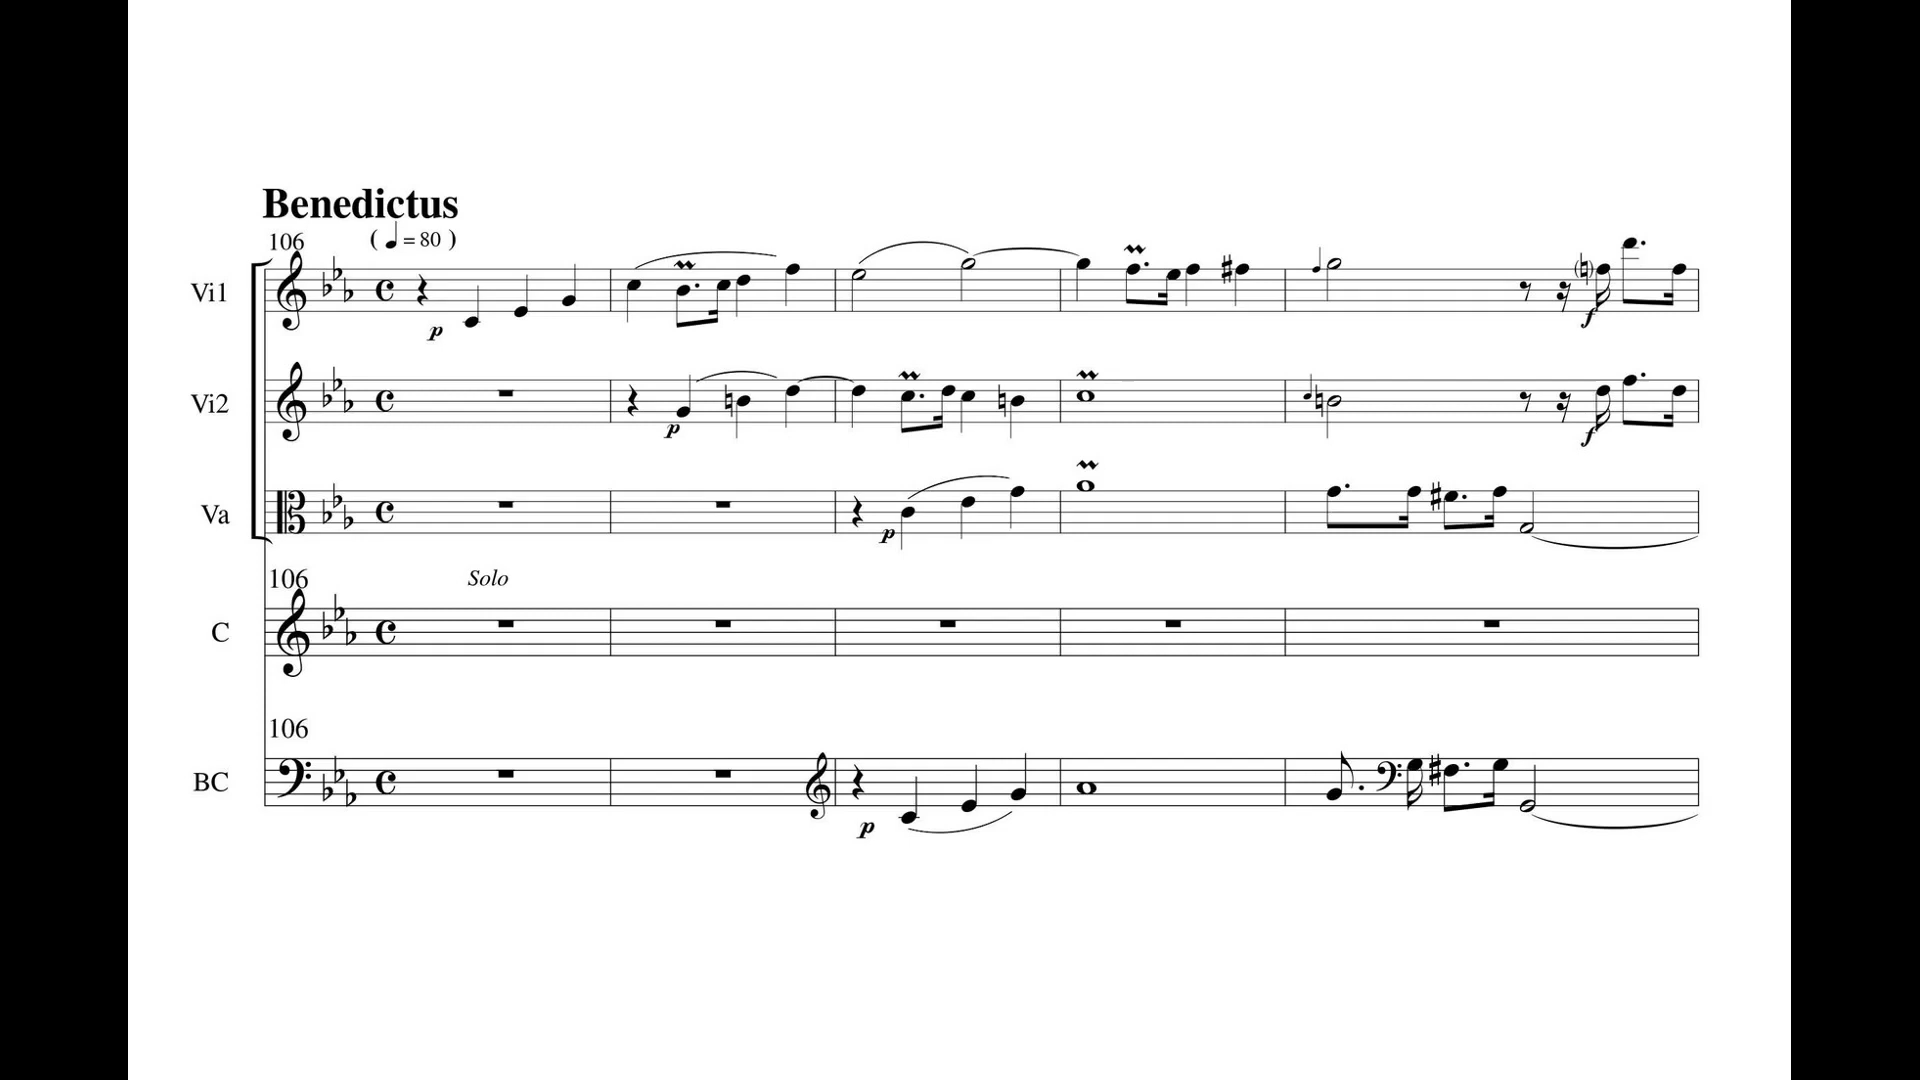 Benedictus
106
( ♩ = 80 )
Vi1
p
f
Vi2
p
f
Va
p
106
Solo
C
106
BC
p